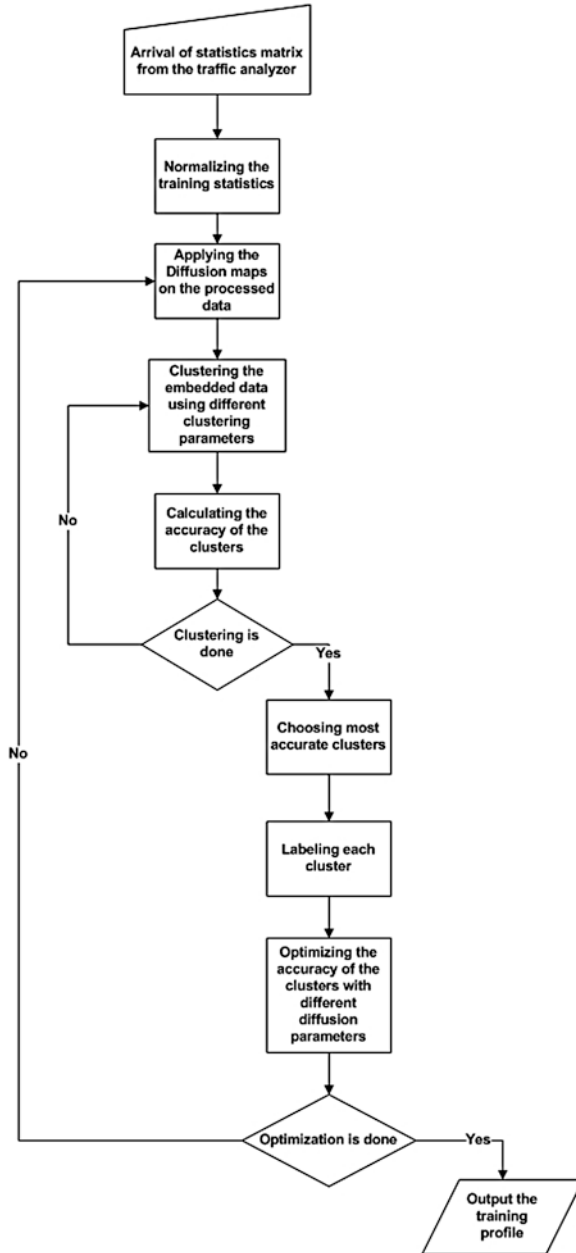 Arrival of statistics matrix
from the traffic analyzer
Normalizing the
training statistics
Applying the
Diffusion maps
on the processed
data
Clustering the
embedded data
using different
clustering
parameters
No
Calculating the
accuracy of the
clusters
Clustering is
done
Yes
Choosing most
accurate clusters
No
Labeling each
cluster
Optimizing the
accuracy of the
clusters with
different
diffusion
parameters
Optimization is done
Yes
Output the
training
profile